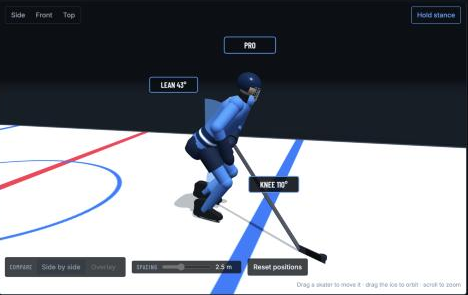 Side Front Top Hold stance
PRO
LEAN 43°
KNEE 110°
COMPARE Side by side Overlay SPACING 2.5 m Reset positions
Drag a skater to move it · drag the ice to orbit · scroll to zoom